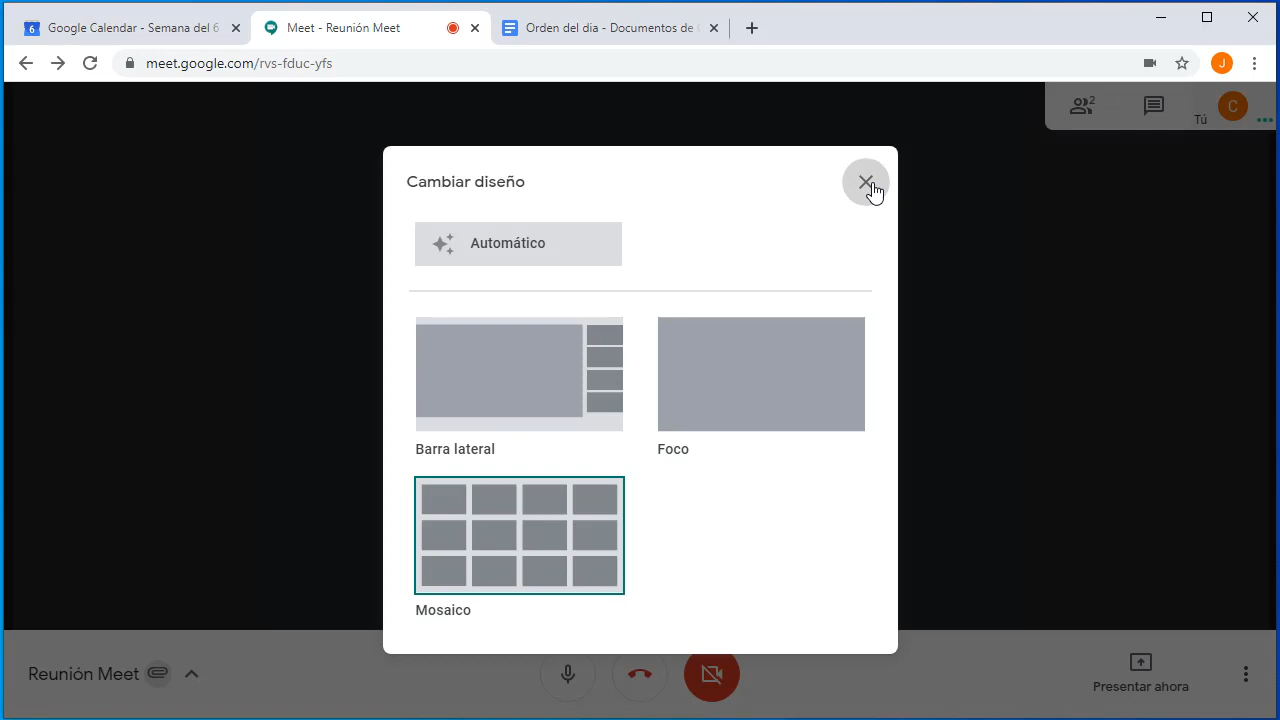 Google Calendar - Semana del 6
Meet - Reunión Meet
Orden del dia - Documentos de
meet.google.com/rvs-fduc-yfs
J
2
Tú
C
Cambiar diseño
Automático
Barra lateral
Foco
Mosaico
Reunión Meet
Presentar ahora